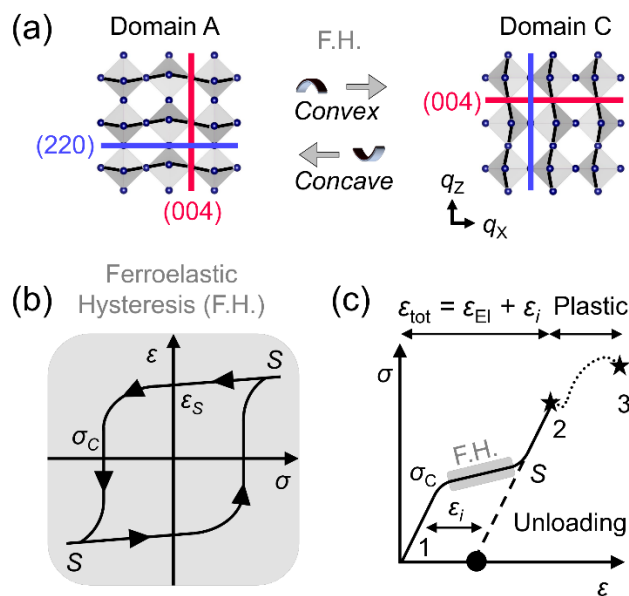 (a)
Domain A
F.H.
Domain C
Convex
Concave
(220)
(004)
(004)
qZ
qX
(b)
Ferroelastic
Hysteresis (F.H.)
ε
S
εS
σC
σ
S
(c)
εtot = εEl + εi
Plastic
σ
3
2
F.H.
σC
S
εi
1
Unloading
ε